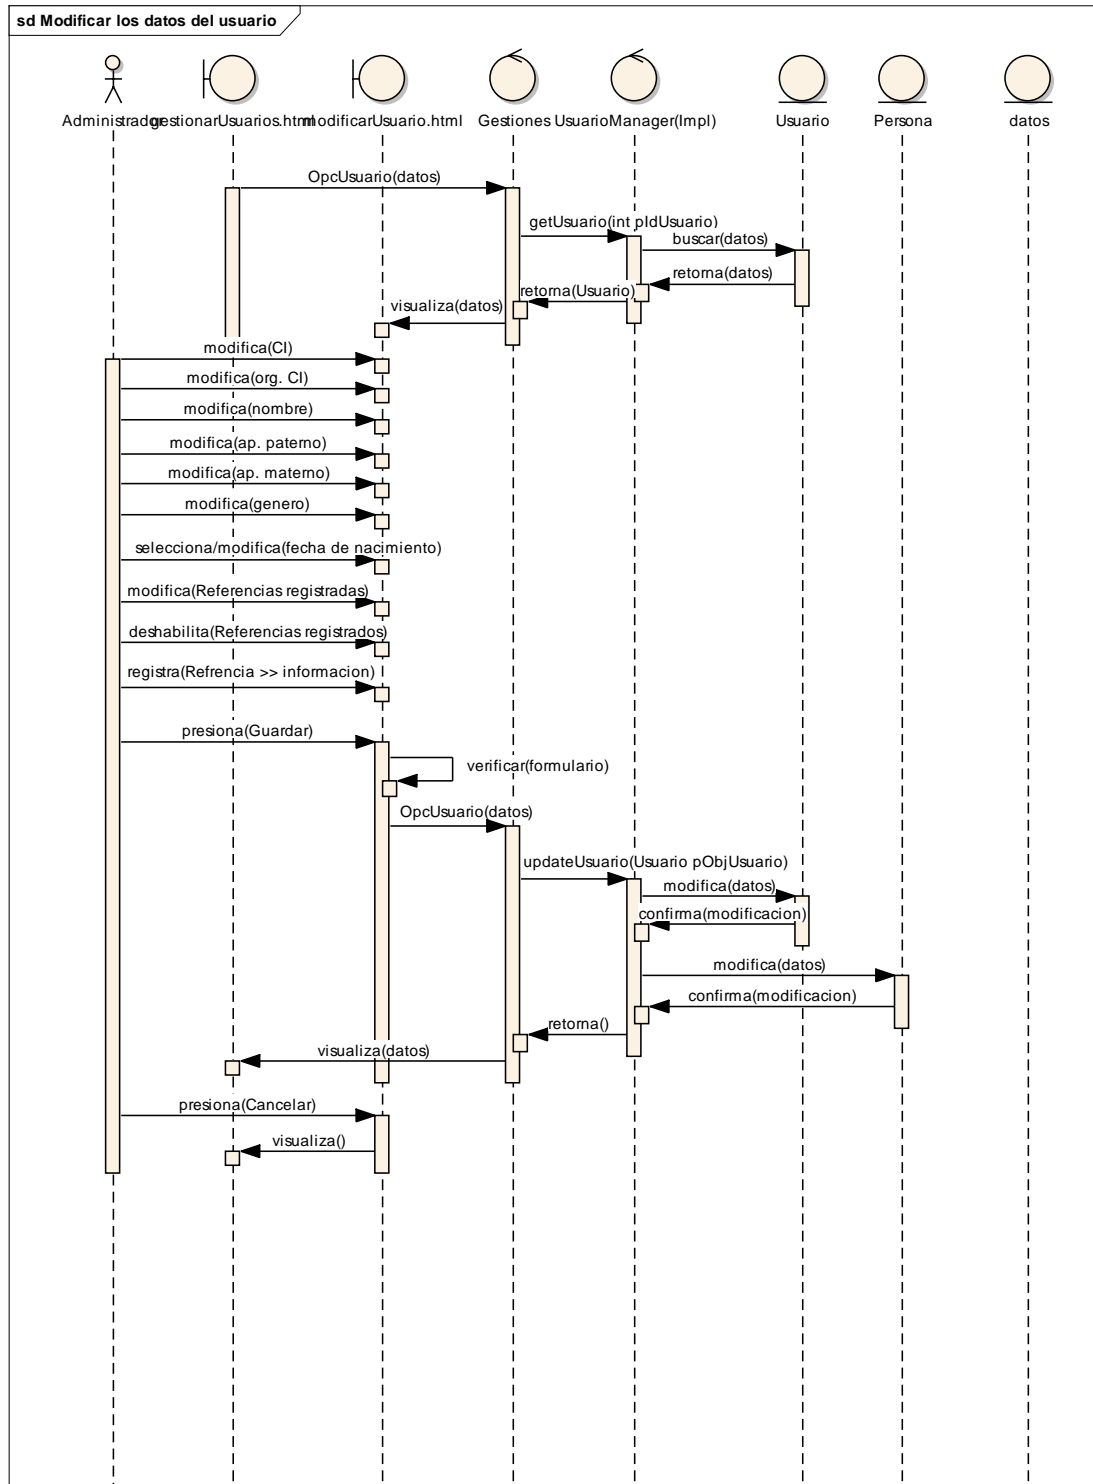 sd Modificar los datos del usuario
Administrador
gestionarUsuarios.html
modificarUsuario.html
Gestiones
UsuarioManager(Impl)
Usuario
Persona
datos
OpcUsuario(datos)
getUsuario(int pIdUsuario)
buscar(datos)
retorna(datos)
retorna(Usuario)
visualiza(datos)
modifica(CI)
modifica(org. CI)
modifica(nombre)
modifica(ap. paterno)
modifica(ap. materno)
modifica(genero)
selecciona/modifica(fecha de nacimiento)
modifica(Referencias registradas)
deshabilita(Referencias registrados)
registra(Refrencia >> informacion)
presiona(Guardar)
verificar(formulario)
OpcUsuario(datos)
updateUsuario(Usuario pObjUsuario)
modifica(datos)
confirma(modificacion)
modifica(datos)
confirma(modificacion)
retorna()
visualiza(datos)
presiona(Cancelar)
visualiza()